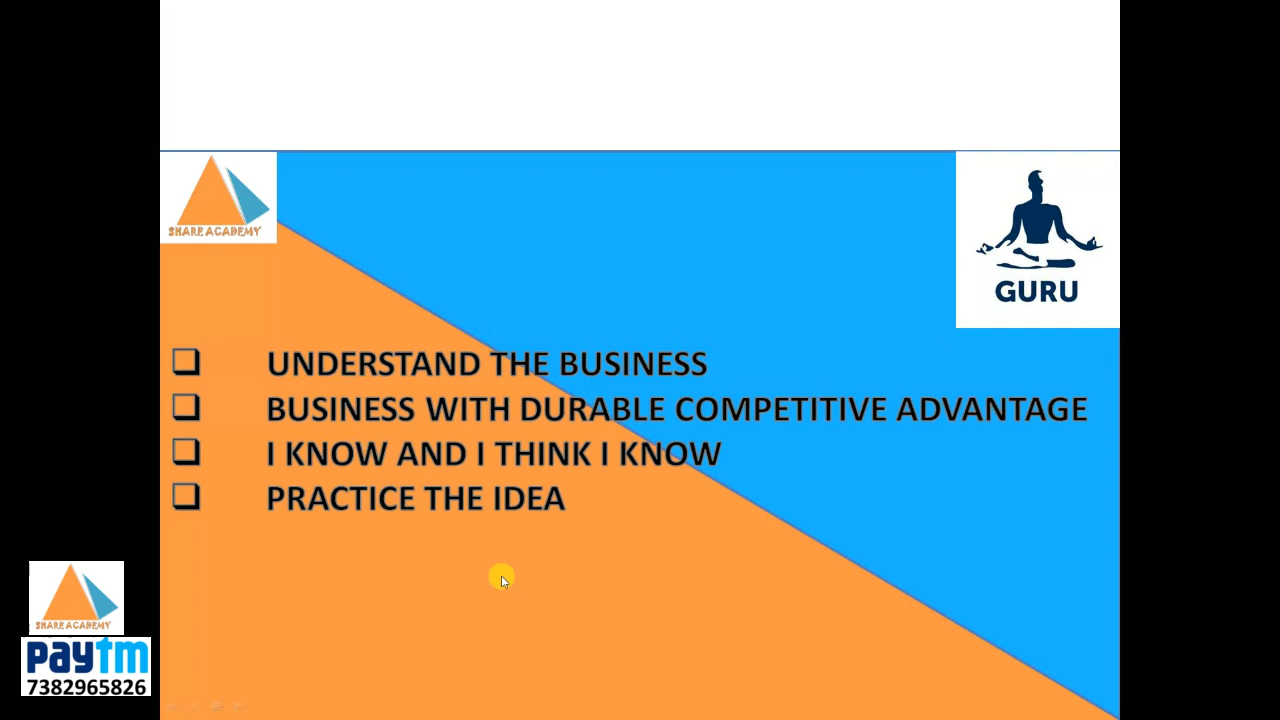 SHARE ACADEMY
GURU
UNDERSTAND THE BUSINESS
BUSINESS WITH DURABLE COMPETITIVE ADVANTAGE
I KNOW AND I THINK I KNOW
PRACTICE THE IDEA
SHARE ACADEMY
paytm
7382965826